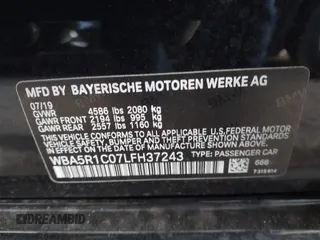 MFD BY BAYERISCHE MOTOREN WERKE AG
07/19
GVWR 4586 lbs 2080 kg
GAWR FRONT 2194 lbs 995 kg
GAWR REAR 2557 lbs 1160 kg
THIS VEHICLE CONFORMS TO ALL APPLICABLE FEDERAL
MOTOR VEHICLE SAFETY, BUMPER, AND THEFT PREVENTION
STANDARDS IN EFFECT ON THE DATE OF MANUFACTURE
SHOWN ABOVE.
WBA5R1C07LFH37243 668
TYPE: PASSENGER CAR
DREAMBID